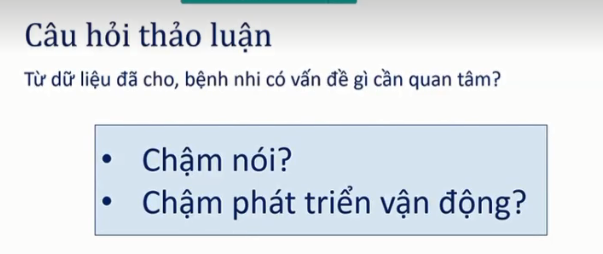 Câu hỏi thảo luận
Từ dữ liệu đã cho, bệnh nhi có vấn đề gì cần quan tâm?
• Chậm nói?
• Chậm phát triển vận động?